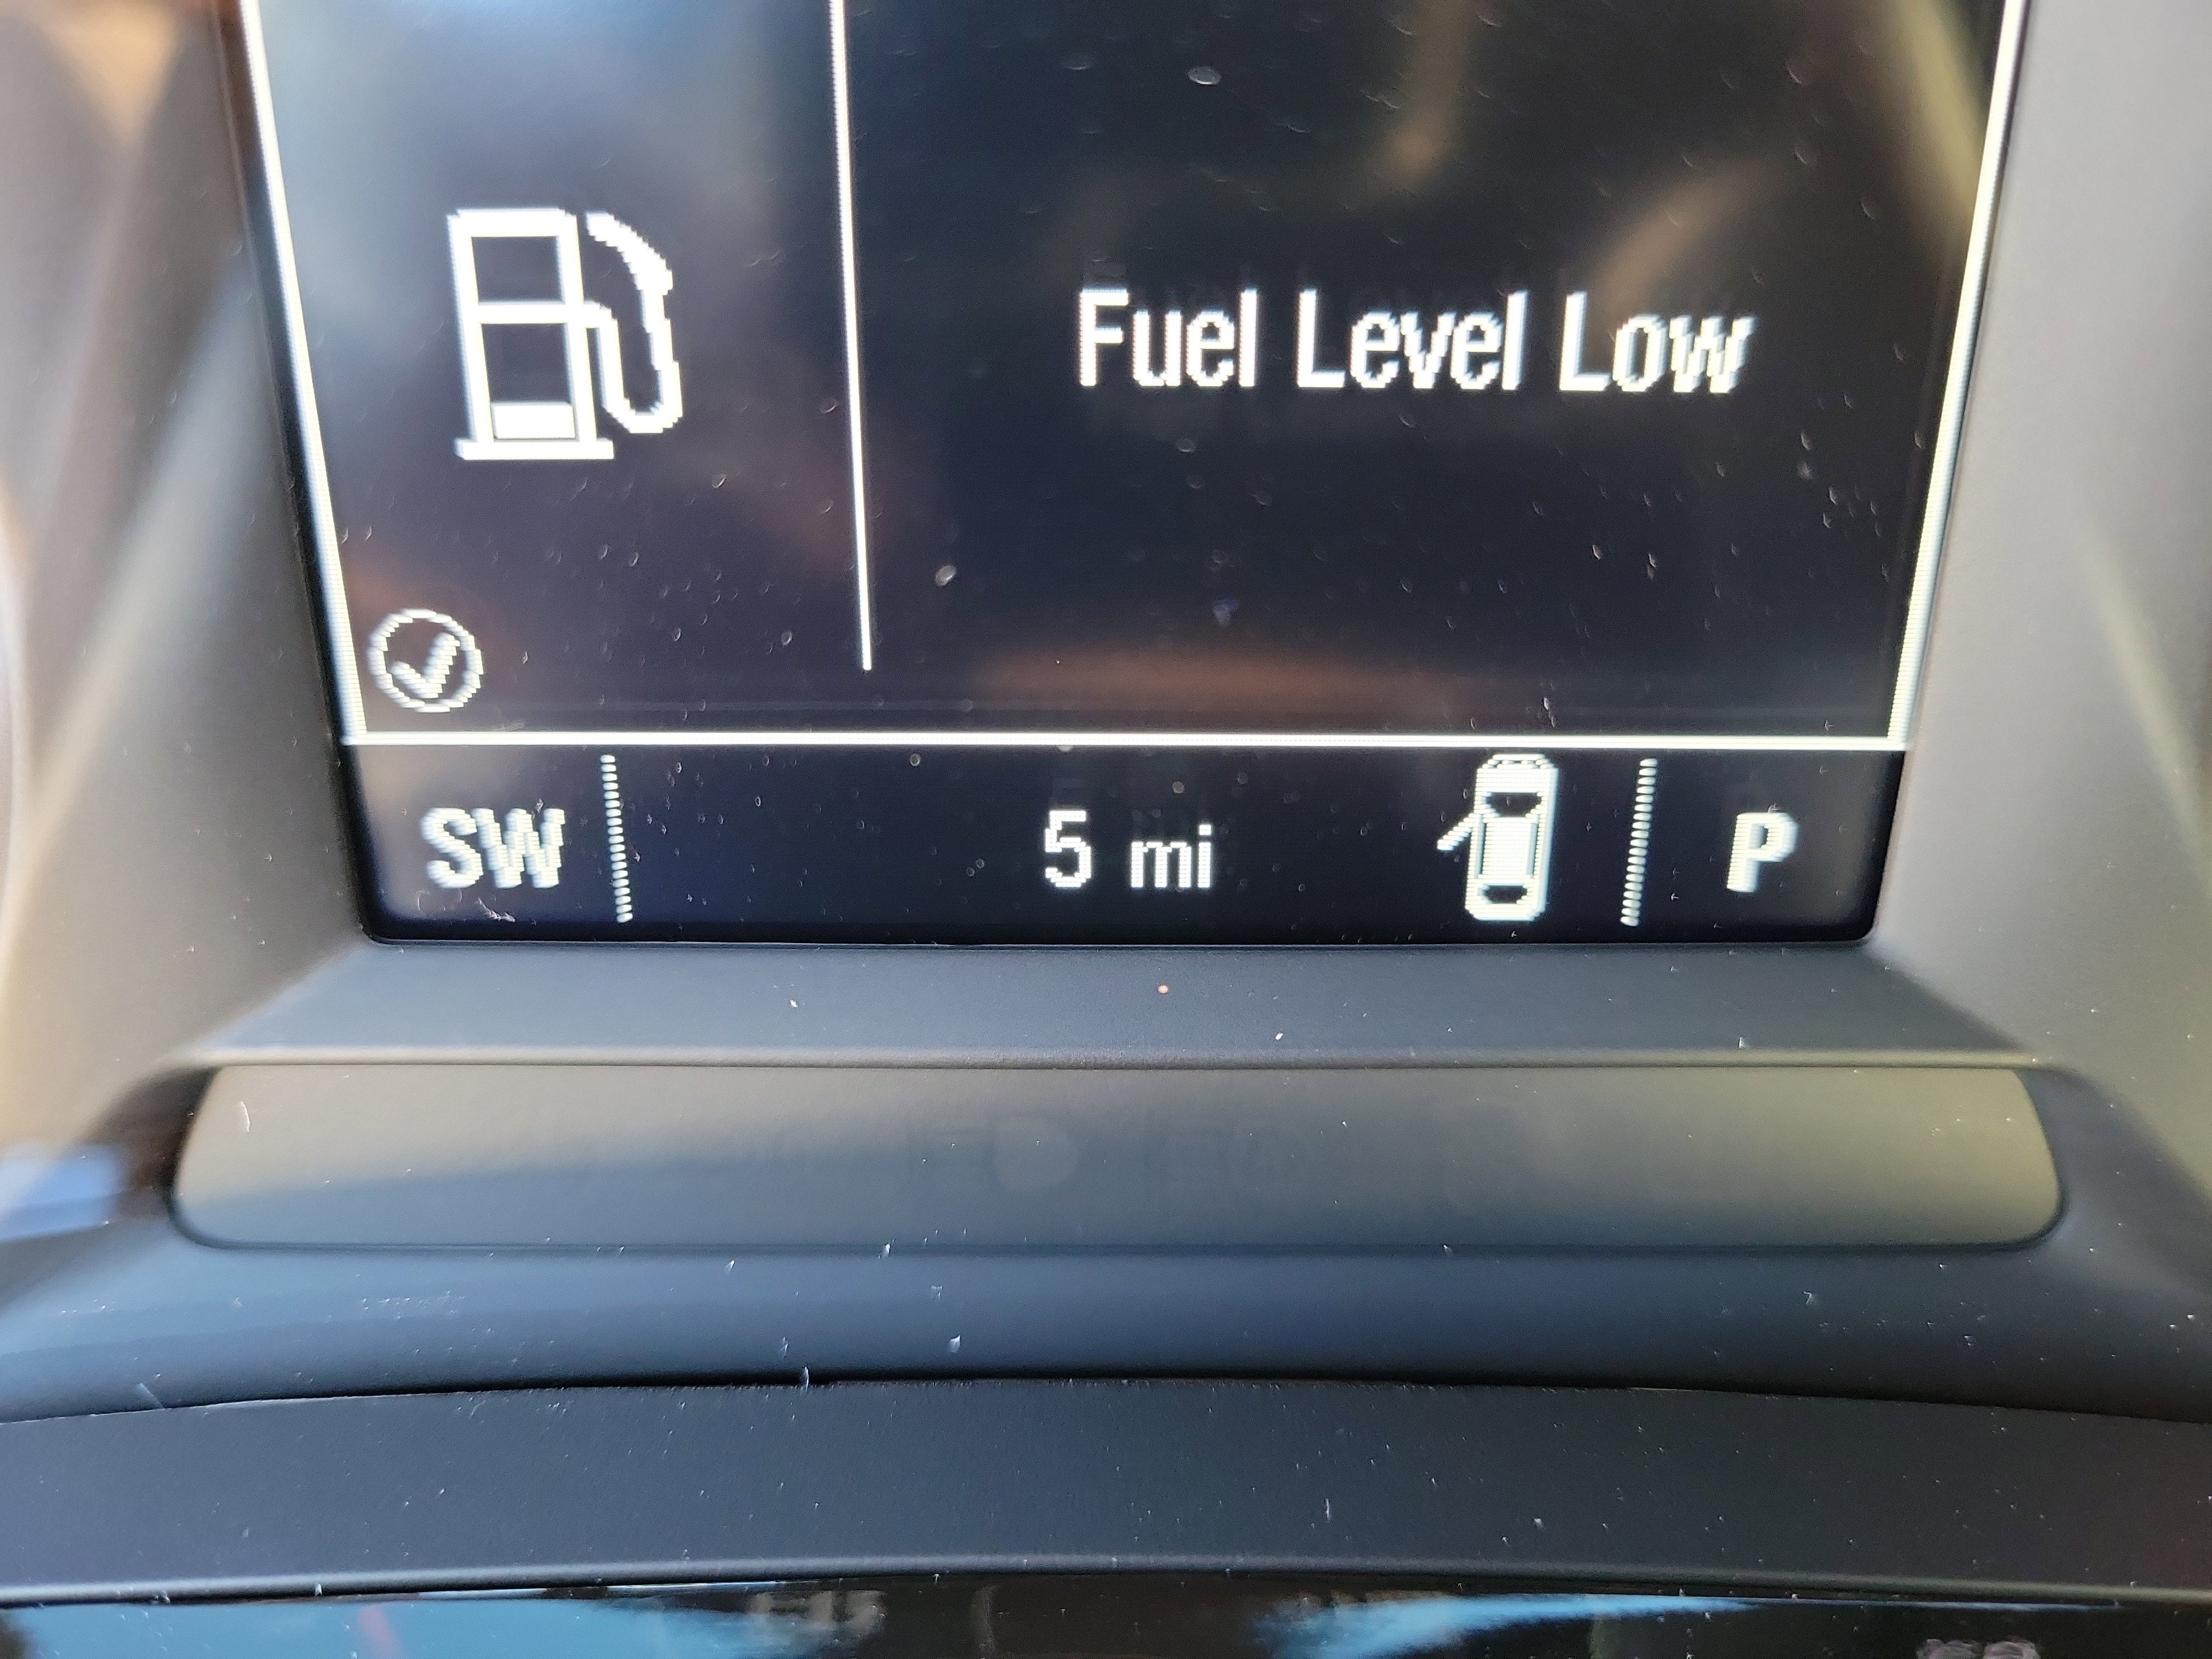 Fuel Level Low
SW 5 mi P